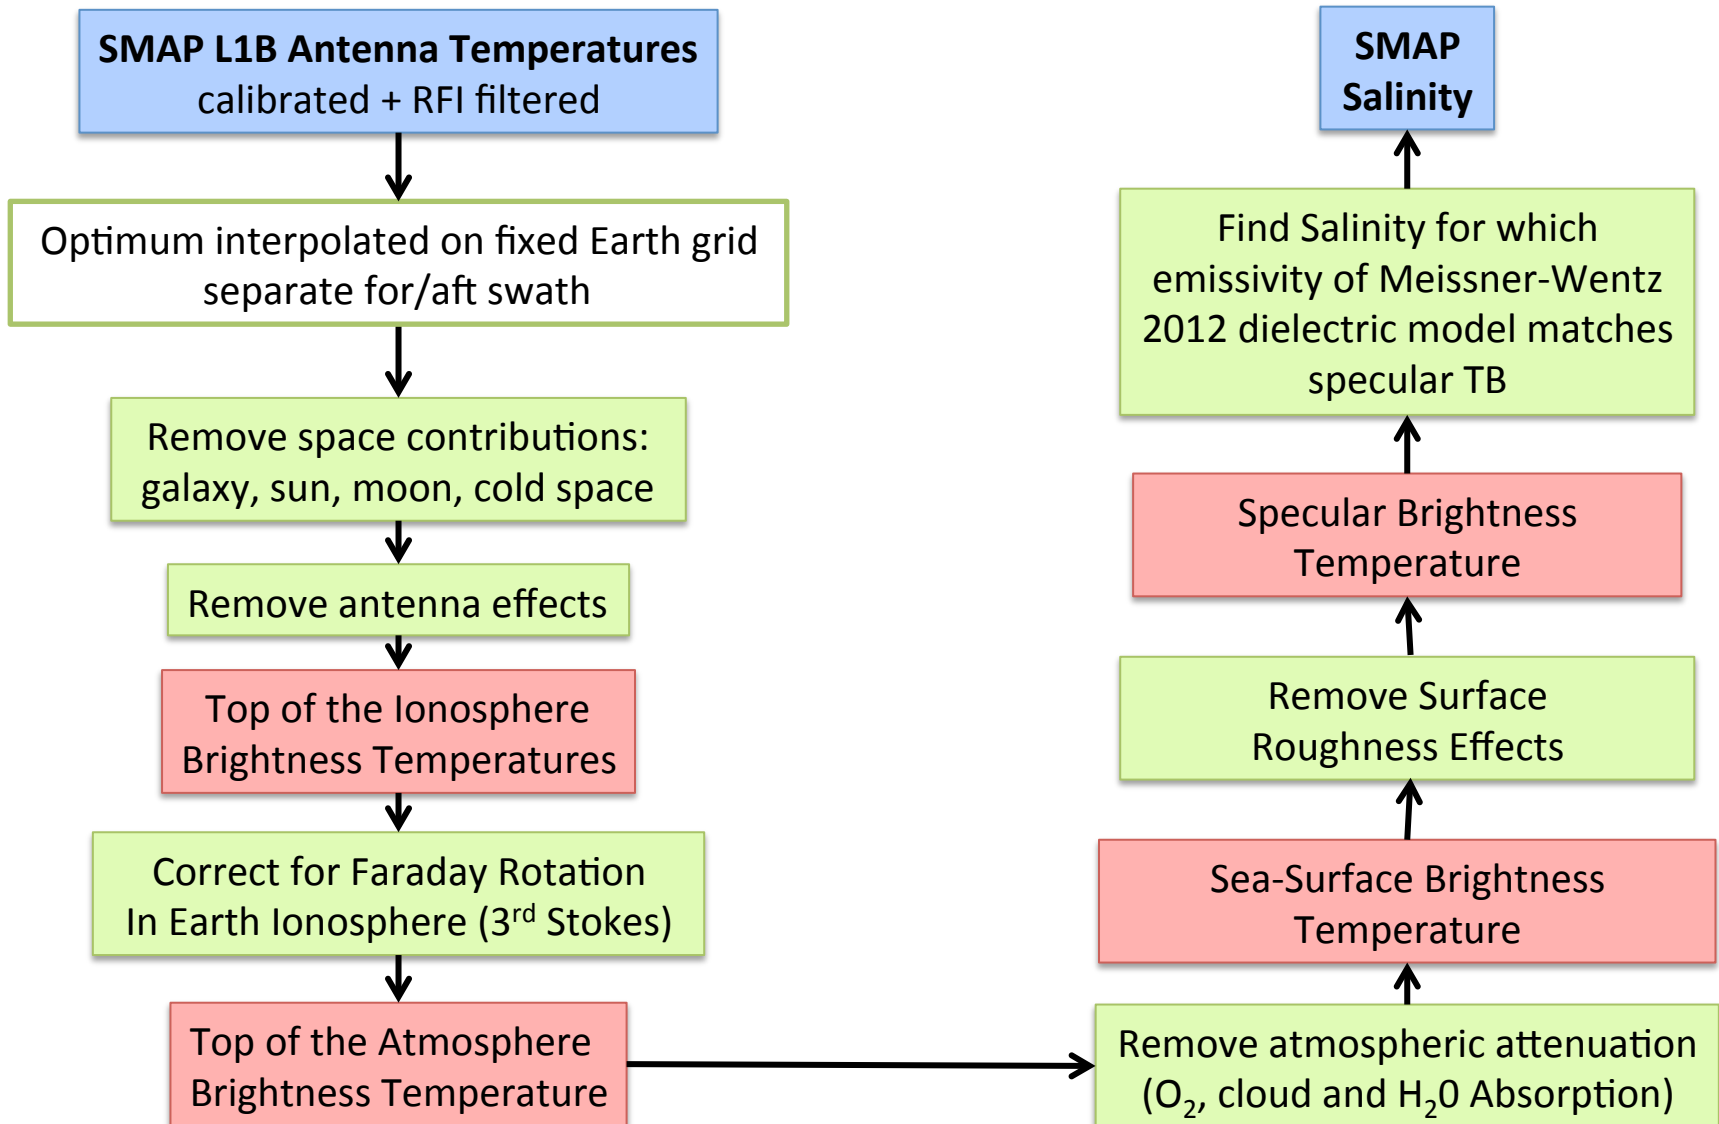 SMAP L1B Antenna Temperatures
calibrated + RFI filtered
Optimum interpolated on fixed Earth grid
separate for/aft swath
Remove space contributions:
galaxy, sun, moon, cold space
Remove antenna effects
Top of the Ionosphere
Brightness Temperatures
Correct for Faraday Rotation
In Earth Ionosphere (3rd Stokes)
Top of the Atmosphere
Brightness Temperature
Remove atmospheric attenuation
(O2, cloud and H20 Absorption)
Sea-Surface Brightness
Temperature
Remove Surface
Roughness Effects
Specular Brightness
Temperature
Find Salinity for which
emissivity of Meissner-Wentz
2012 dielectric model matches
specular TB
SMAP
Salinity